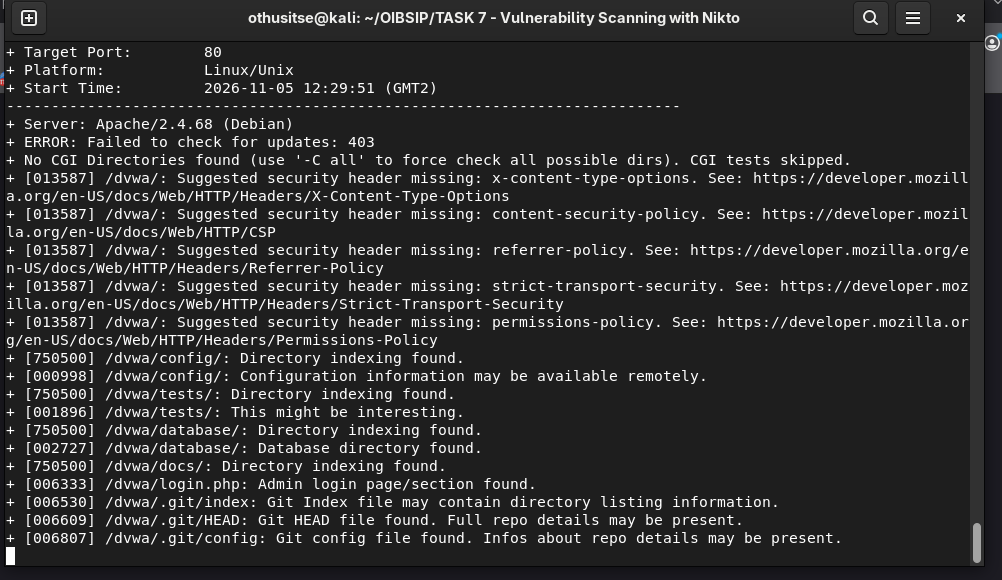 othusitse@kali: ~/OIBSIP/TASK 7 - Vulnerability Scanning with Nikto
+ Target Port:        80
+ Platform:           Linux/Unix
+ Start Time:         2026-11-05 12:29:51 (GMT2)
---------------------------------------------------------------------------
+ Server: Apache/2.4.68 (Debian)
+ ERROR: Failed to check for updates: 403
+ No CGI Directories found (use '-C all' to force check all possible dirs). CGI tests skipped.
+ [013587] /dvwa/: Suggested security header missing: x-content-type-options. See: https://developer.mozill
a.org/en-US/docs/Web/HTTP/Headers/X-Content-Type-Options
+ [013587] /dvwa/: Suggested security header missing: content-security-policy. See: https://developer.mozil
la.org/en-US/docs/Web/HTTP/CSP
+ [013587] /dvwa/: Suggested security header missing: referrer-policy. See: https://developer.mozilla.org/e
n-US/docs/Web/HTTP/Headers/Referrer-Policy
+ [013587] /dvwa/: Suggested security header missing: strict-transport-security. See: https://developer.moz
illa.org/en-US/docs/Web/HTTP/Headers/Strict-Transport-Security
+ [013587] /dvwa/: Suggested security header missing: permissions-policy. See: https://developer.mozilla.or
g/en-US/docs/Web/HTTP/Headers/Permissions-Policy
+ [750500] /dvwa/config/: Directory indexing found.
+ [000998] /dvwa/config/: Configuration information may be available remotely.
+ [750500] /dvwa/tests/: Directory indexing found.
+ [001896] /dvwa/tests/: This might be interesting.
+ [750500] /dvwa/database/: Directory indexing found.
+ [002727] /dvwa/database/: Database directory found.
+ [750500] /dvwa/docs/: Directory indexing found.
+ [006333] /dvwa/login.php: Admin login page/section found.
+ [006530] /dvwa/.git/index: Git Index file may contain directory listing information.
+ [006609] /dvwa/.git/HEAD: Git HEAD file found. Full repo details may be present.
+ [006807] /dvwa/.git/config: Git config file found. Infos about repo details may be present.